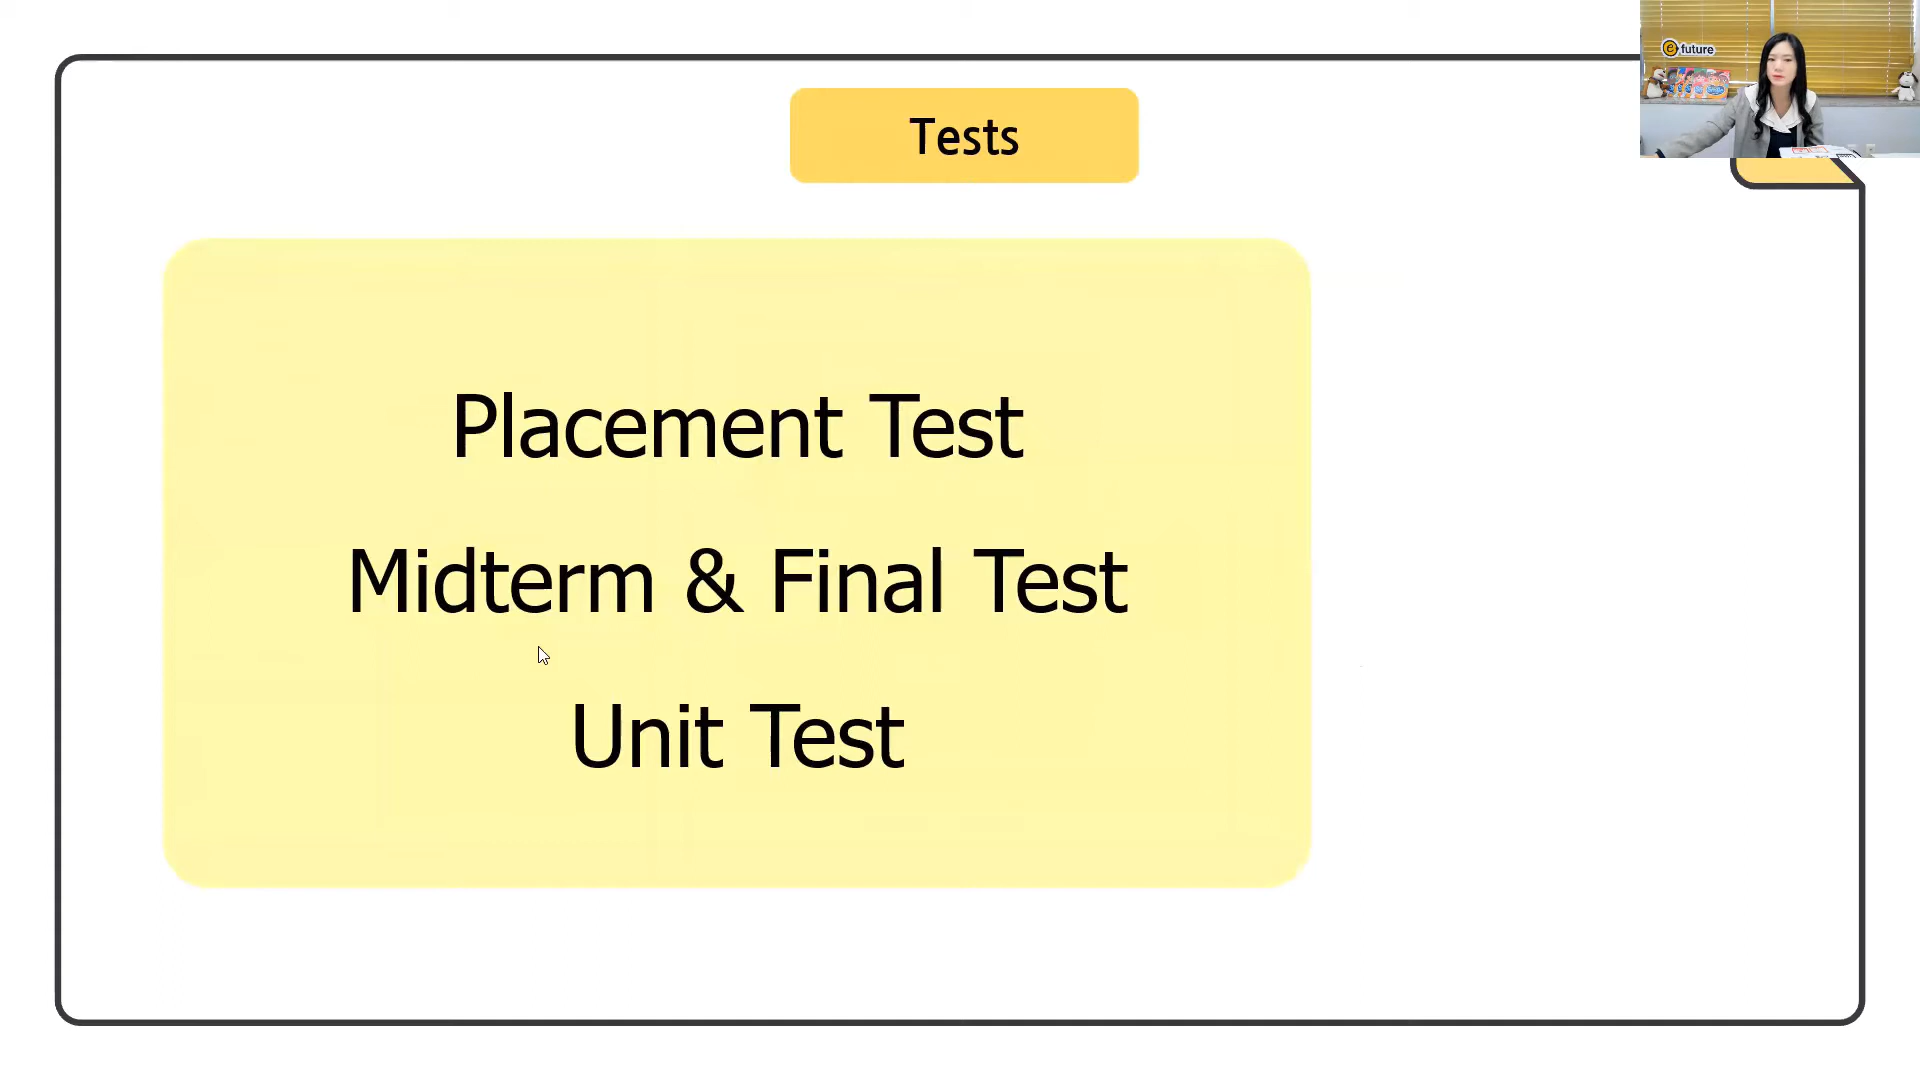 Tests
e future
Placement Test
Midterm & Final Test
Unit Test